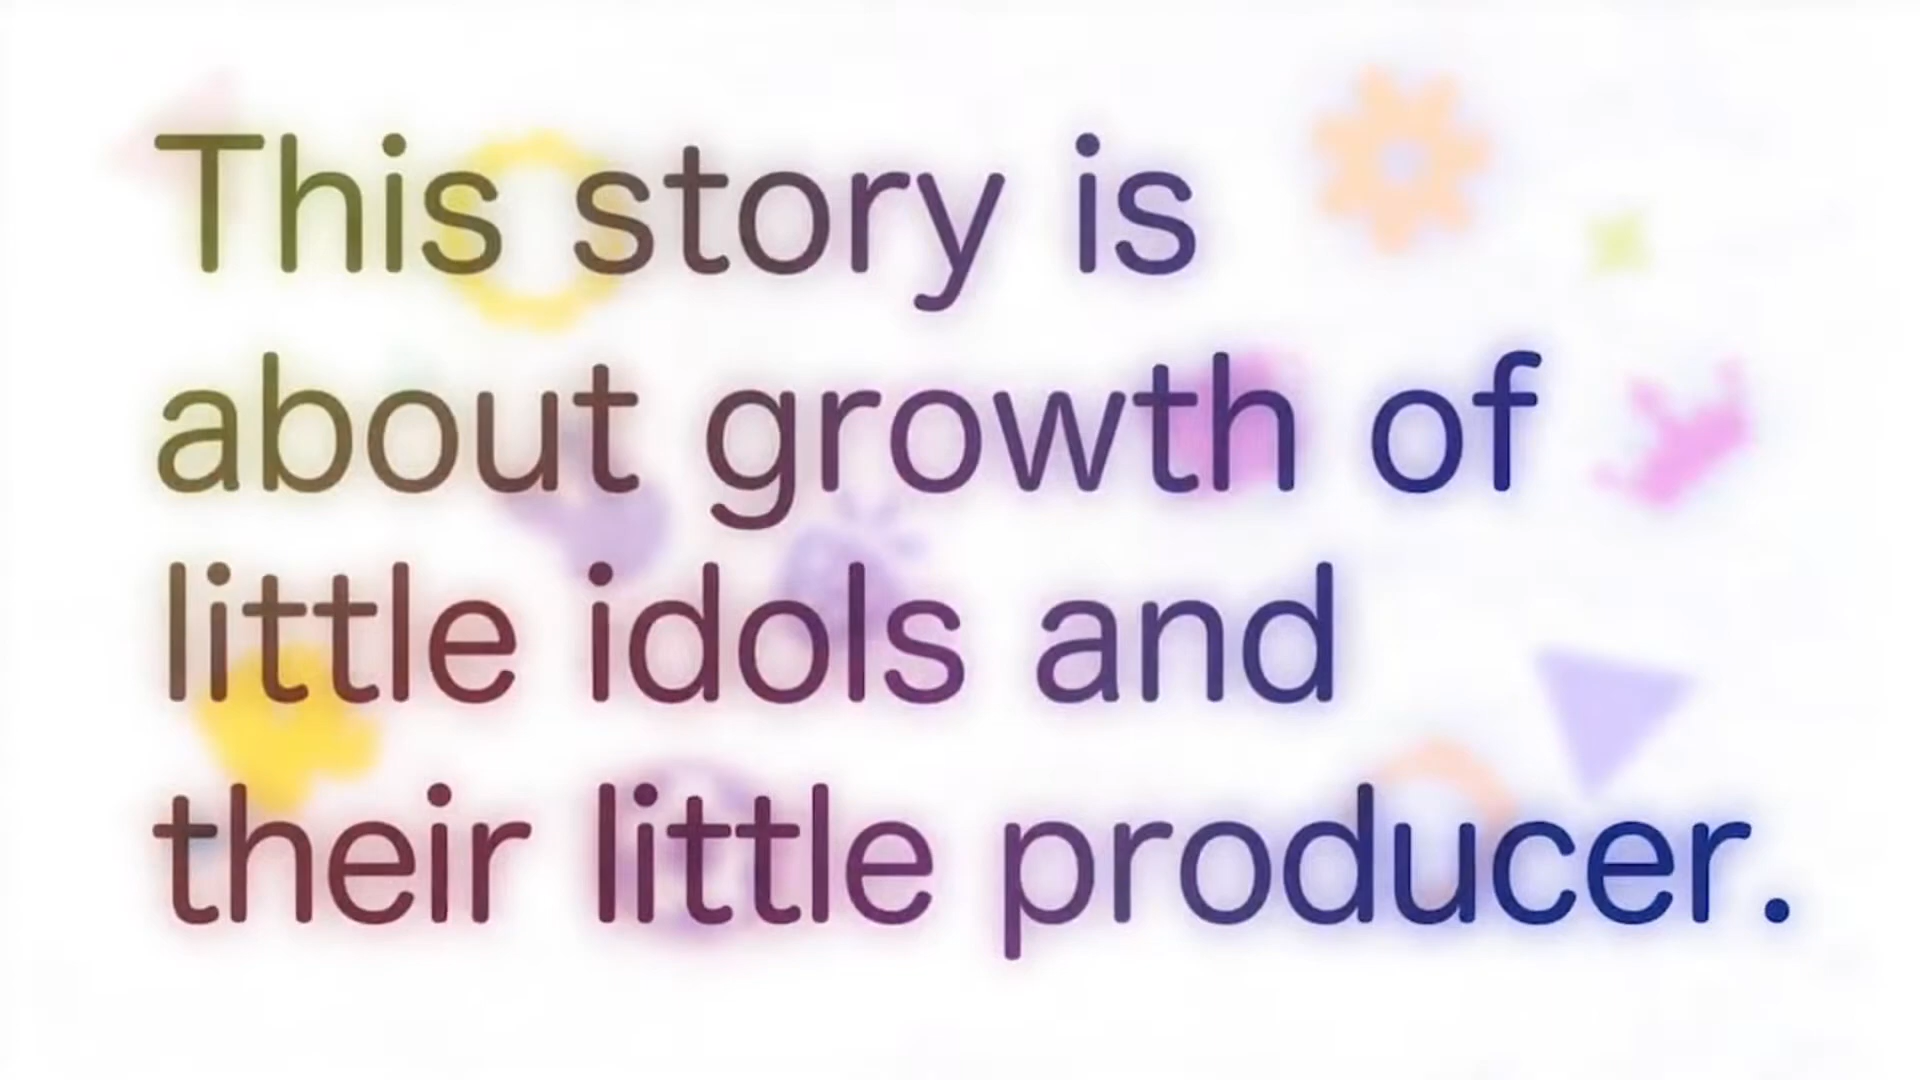 This story is
about growth of
little idols and
their little producer.